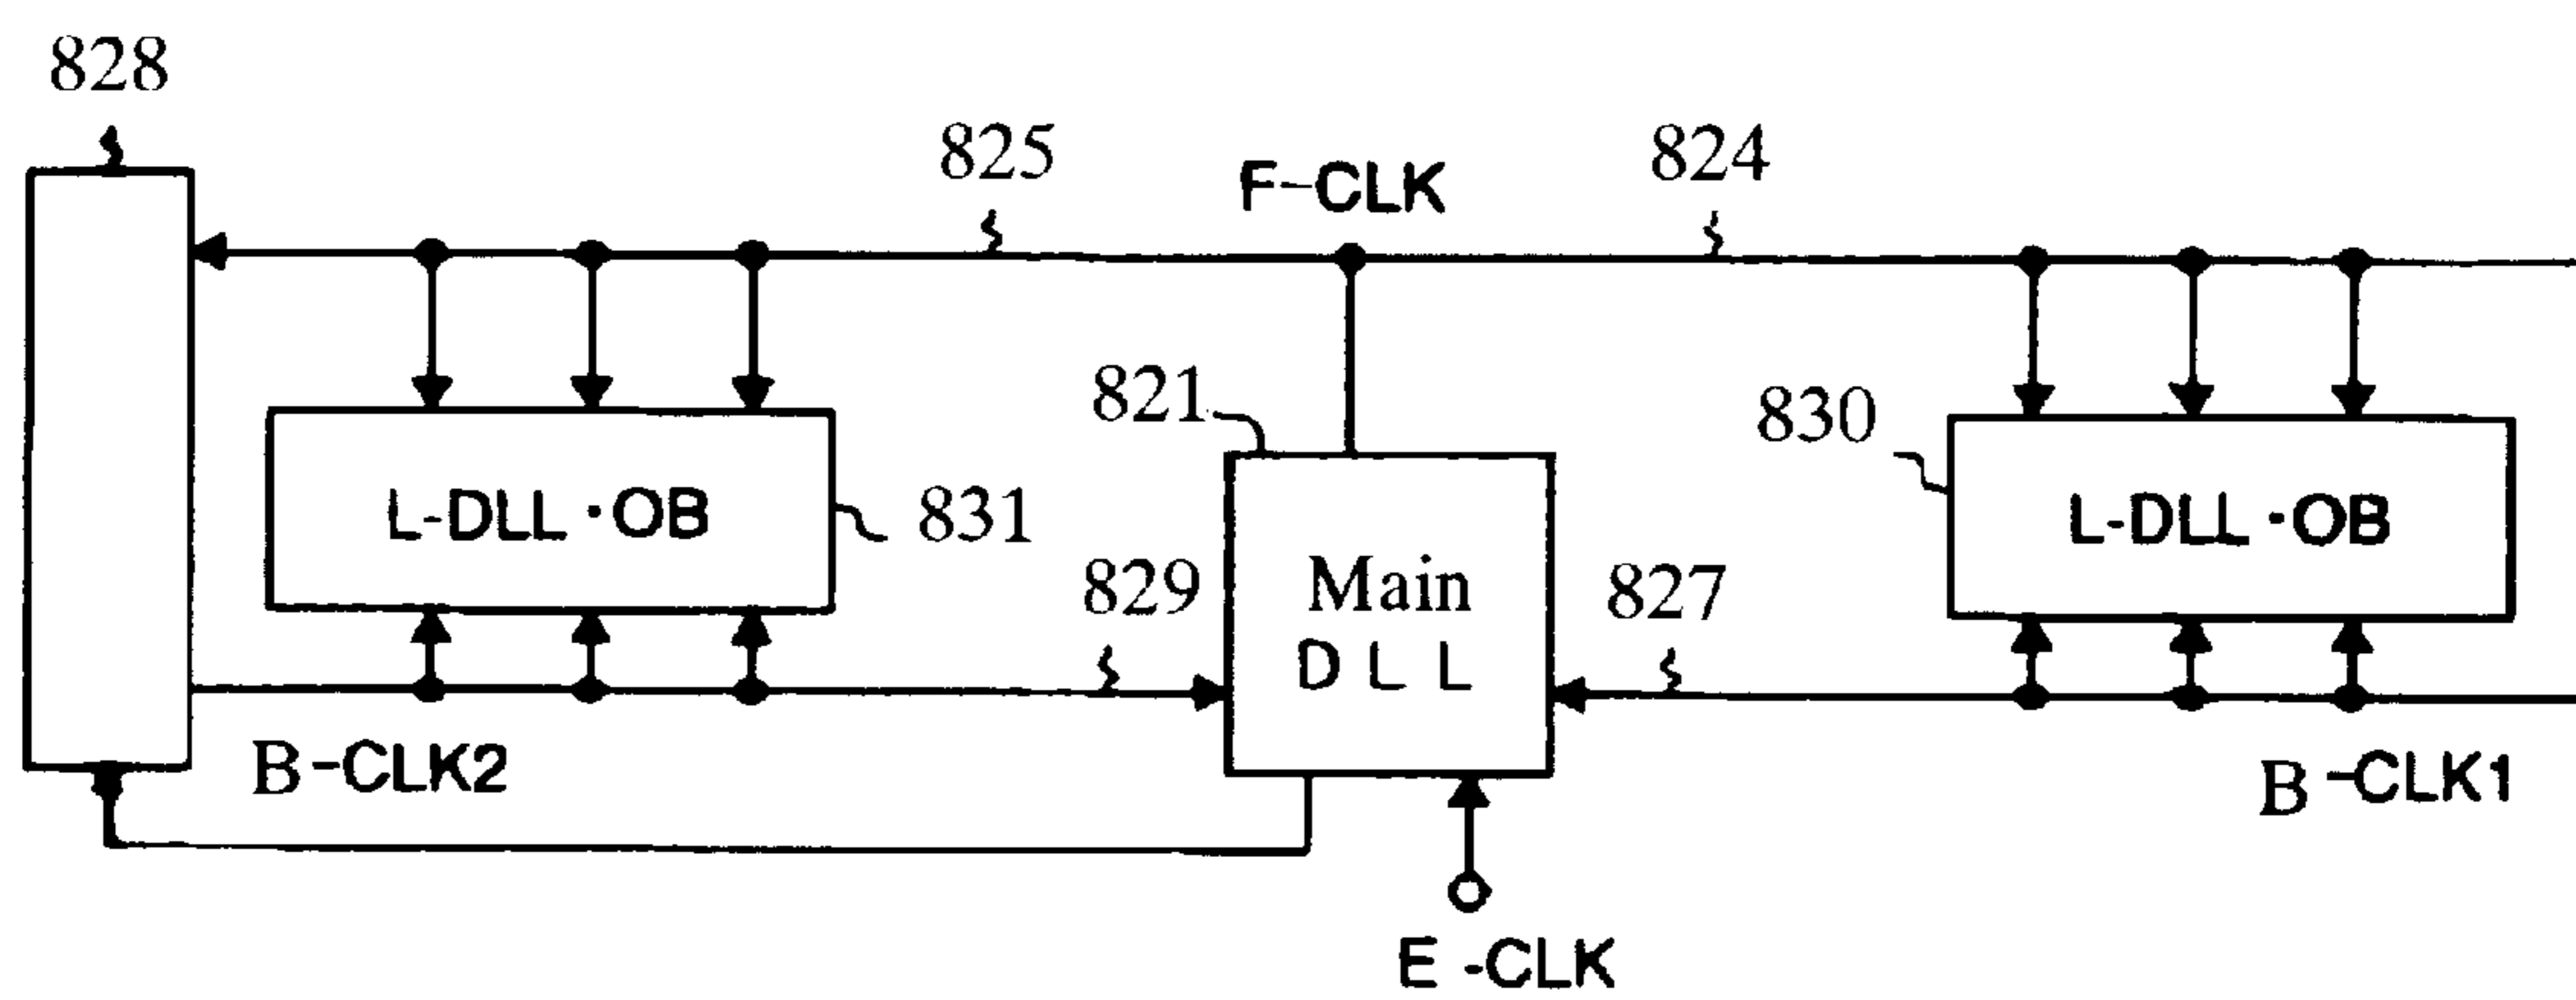 828
825
F-CLK
824
821
830
L-DLL·OB
831
L-DLL·OB
829
Main
DLL
827
B-CLK2
B-CLK1
E-CLK